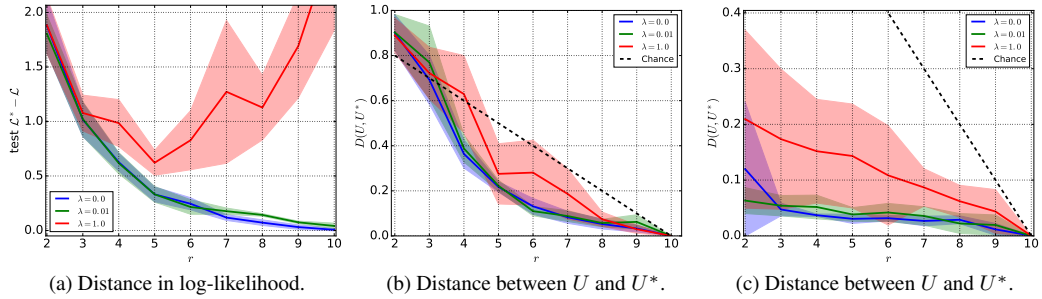 test ℒ* − ℒ
2.0
1.5
1.0
0.5
0.0
λ = 0.0
λ = 0.01
λ = 1.0
2 3 4 5 6 7 8 9 10
r
(a) Distance in log-likelihood.
D(U, U*)
1.0
0.8
0.6
0.4
0.2
0.0
λ = 0.0
λ = 0.01
λ = 1.0
Chance
2 3 4 5 6 7 8 9 10
r
(b) Distance between U and U*.
D(U, U*)
0.4
0.3
0.2
0.1
0.0
λ = 0.0
λ = 0.01
λ = 1.0
Chance
2 3 4 5 6 7 8 9 10
r
(c) Distance between U and U*.